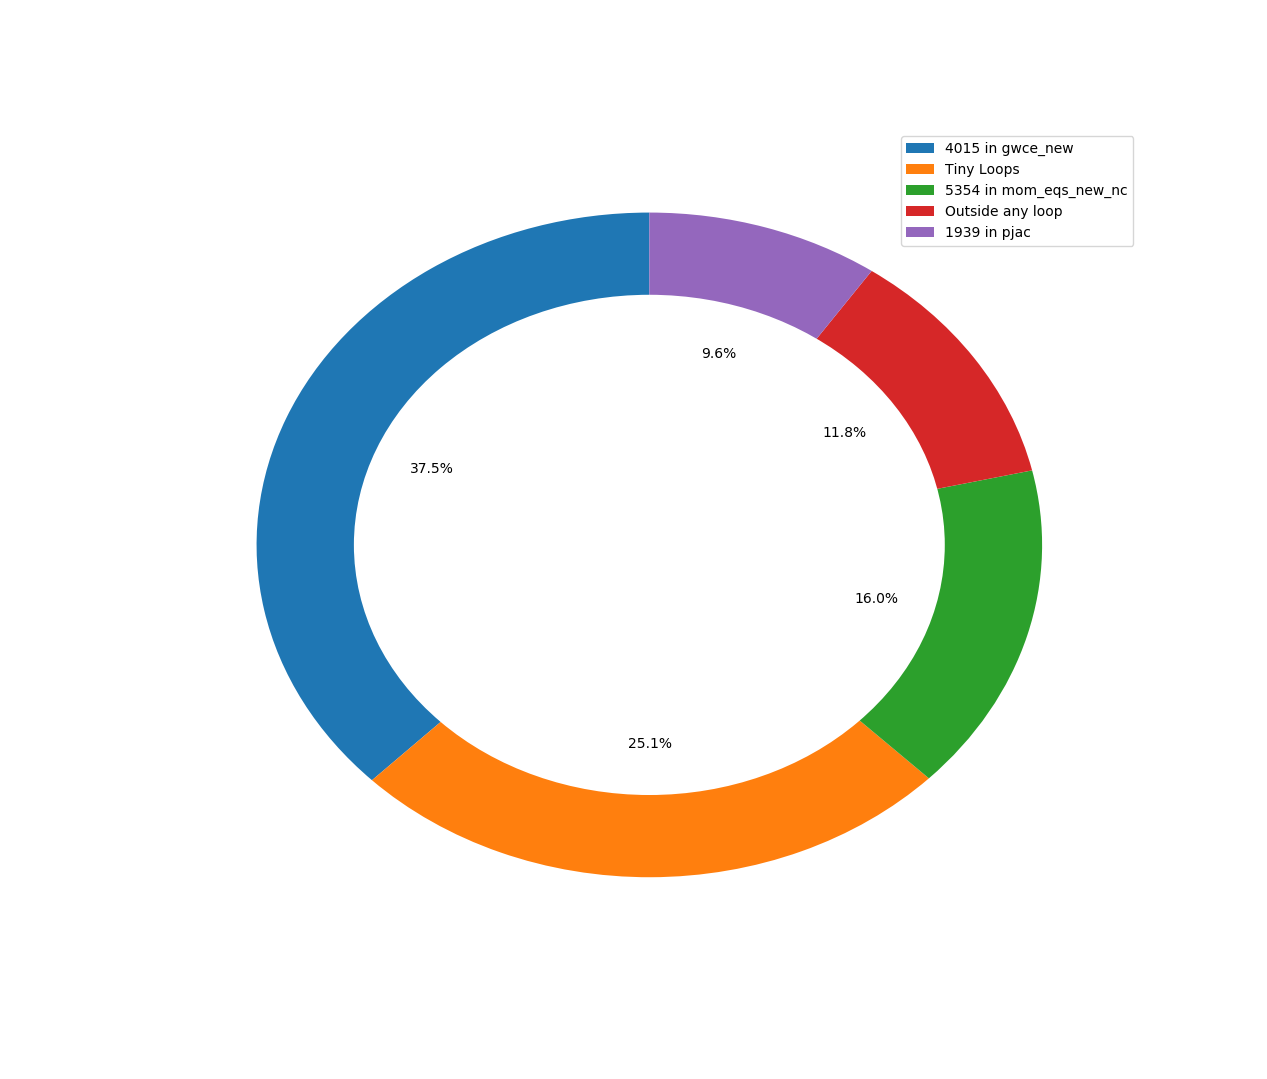 4015 in gwce_new
Tiny Loops
5354 in mom_eqs_new_nc
Outside any loop
1939 in pjac
9.6%
11.8%
37.5%
16.0%
25.1%